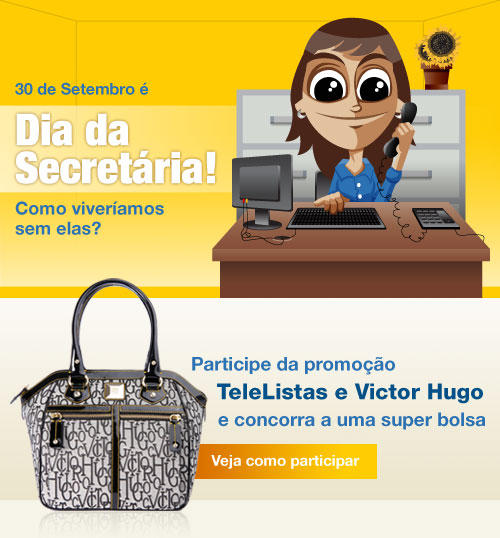 30 de Setembro é
Dia da
Secretária!
Como viveríamos
sem elas?
Participe da promoção
TeleListas e Victor Hugo
e concorra a uma super bolsa
Veja como participar